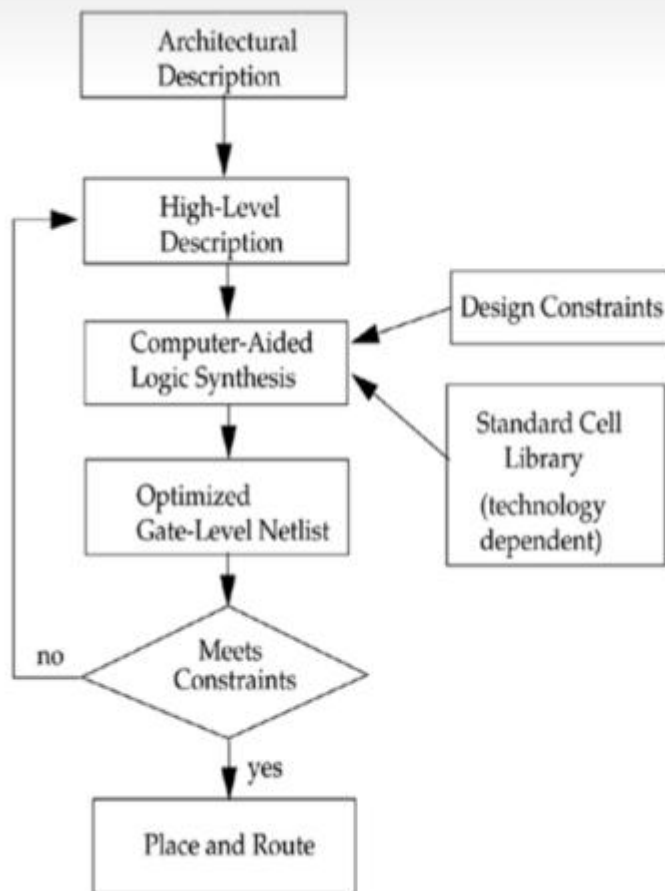 Architectural
Description
High-Level
Description
Design Constraints
Computer-Aided
Logic Synthesis
Standard Cell
Library
(technology
dependent)
Optimized
Gate-Level Netlist
no
Meets
Constraints
yes
Place and Route